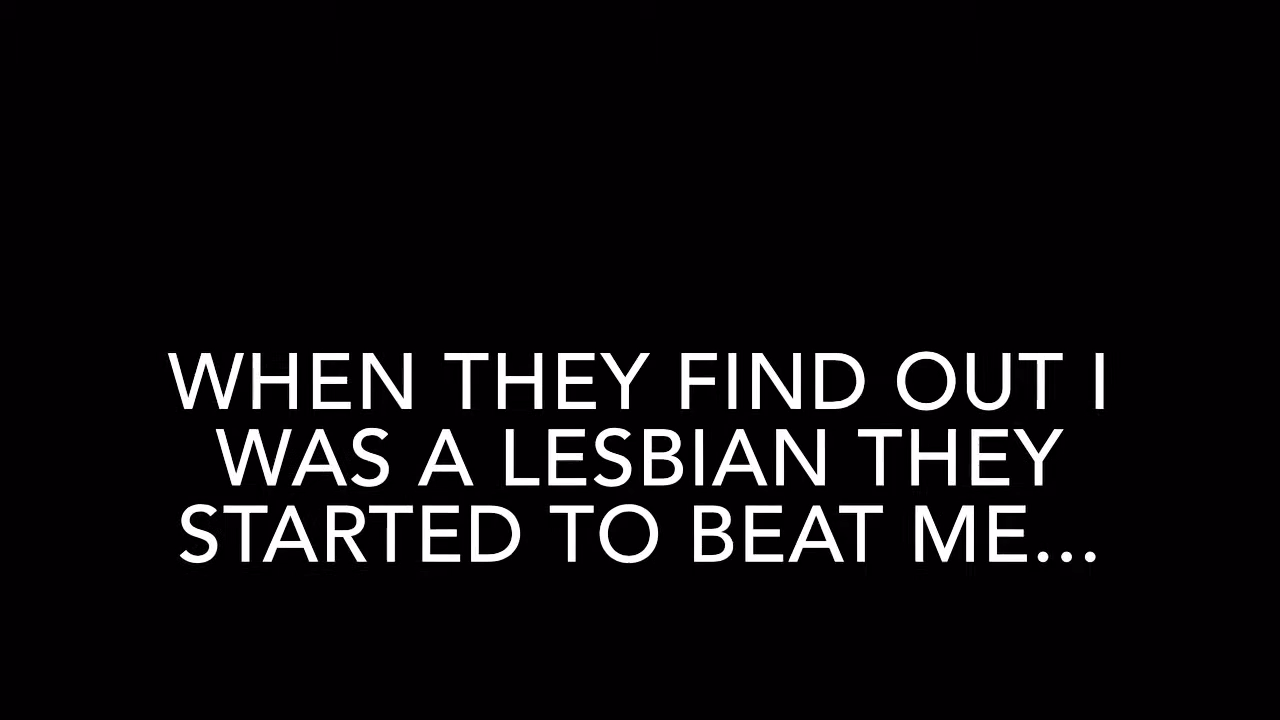 WHEN THEY FIND OUT I
WAS A LESBIAN THEY
STARTED TO BEAT ME...